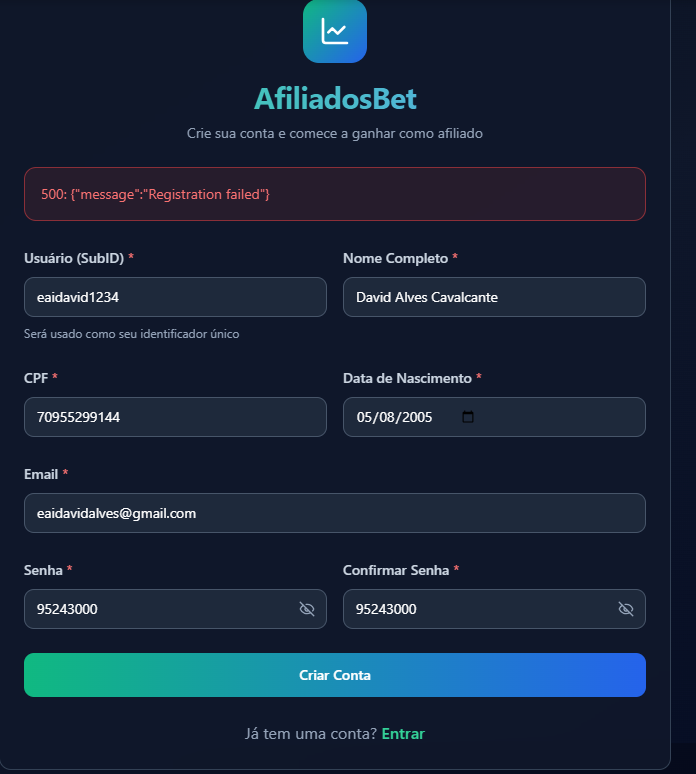 AfiliadosBet
Crie sua conta e comece a ganhar como afiliado
500: {"message":"Registration failed"}
Usuário (SubID) *
Nome Completo *
eaidavid1234
David Alves Cavalcante
Será usado como seu identificador único
CPF *
Data de Nascimento *
70955299144
05/08/2005
Email *
eaidavidalves@gmail.com
Senha *
Confirmar Senha *
95243000
95243000
Criar Conta
Já tem uma conta? Entrar